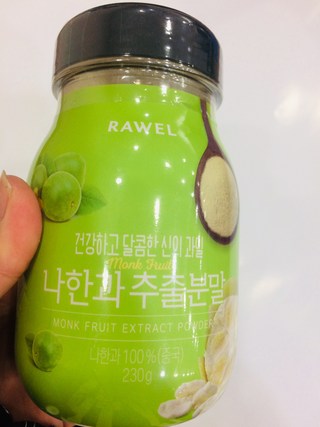 RAWEL
건강하고 달콤한 신의 과일
Monk Fruit
나한과 추출분말
MONK FRUIT EXTRACT POWDER
나한과 100% (중국)
230g